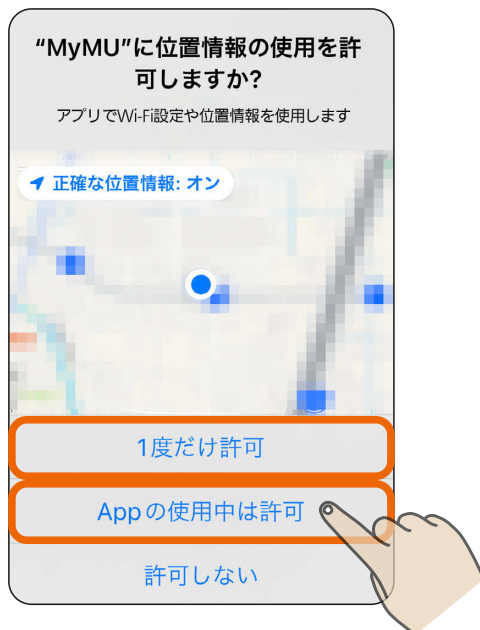 “MyMU”に位置情報の使用を許
可しますか?
アプリでWi-Fi設定や位置情報を使用します
正確な位置情報: オン
1度だけ許可
Appの使用中は許可
許可しない